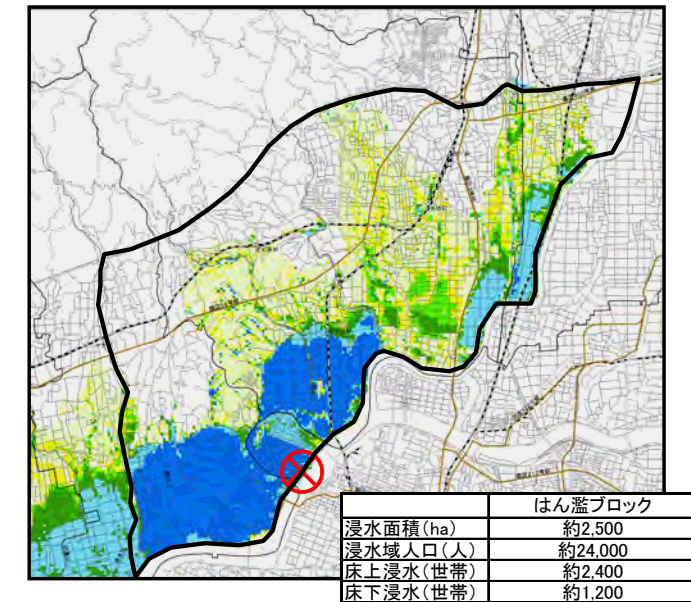 はん濫ブロック
浸水面積(ha) 約2,500
浸水域人口(人) 約24,000
床上浸水(世帯) 約2,400
床下浸水(世帯) 約1,200